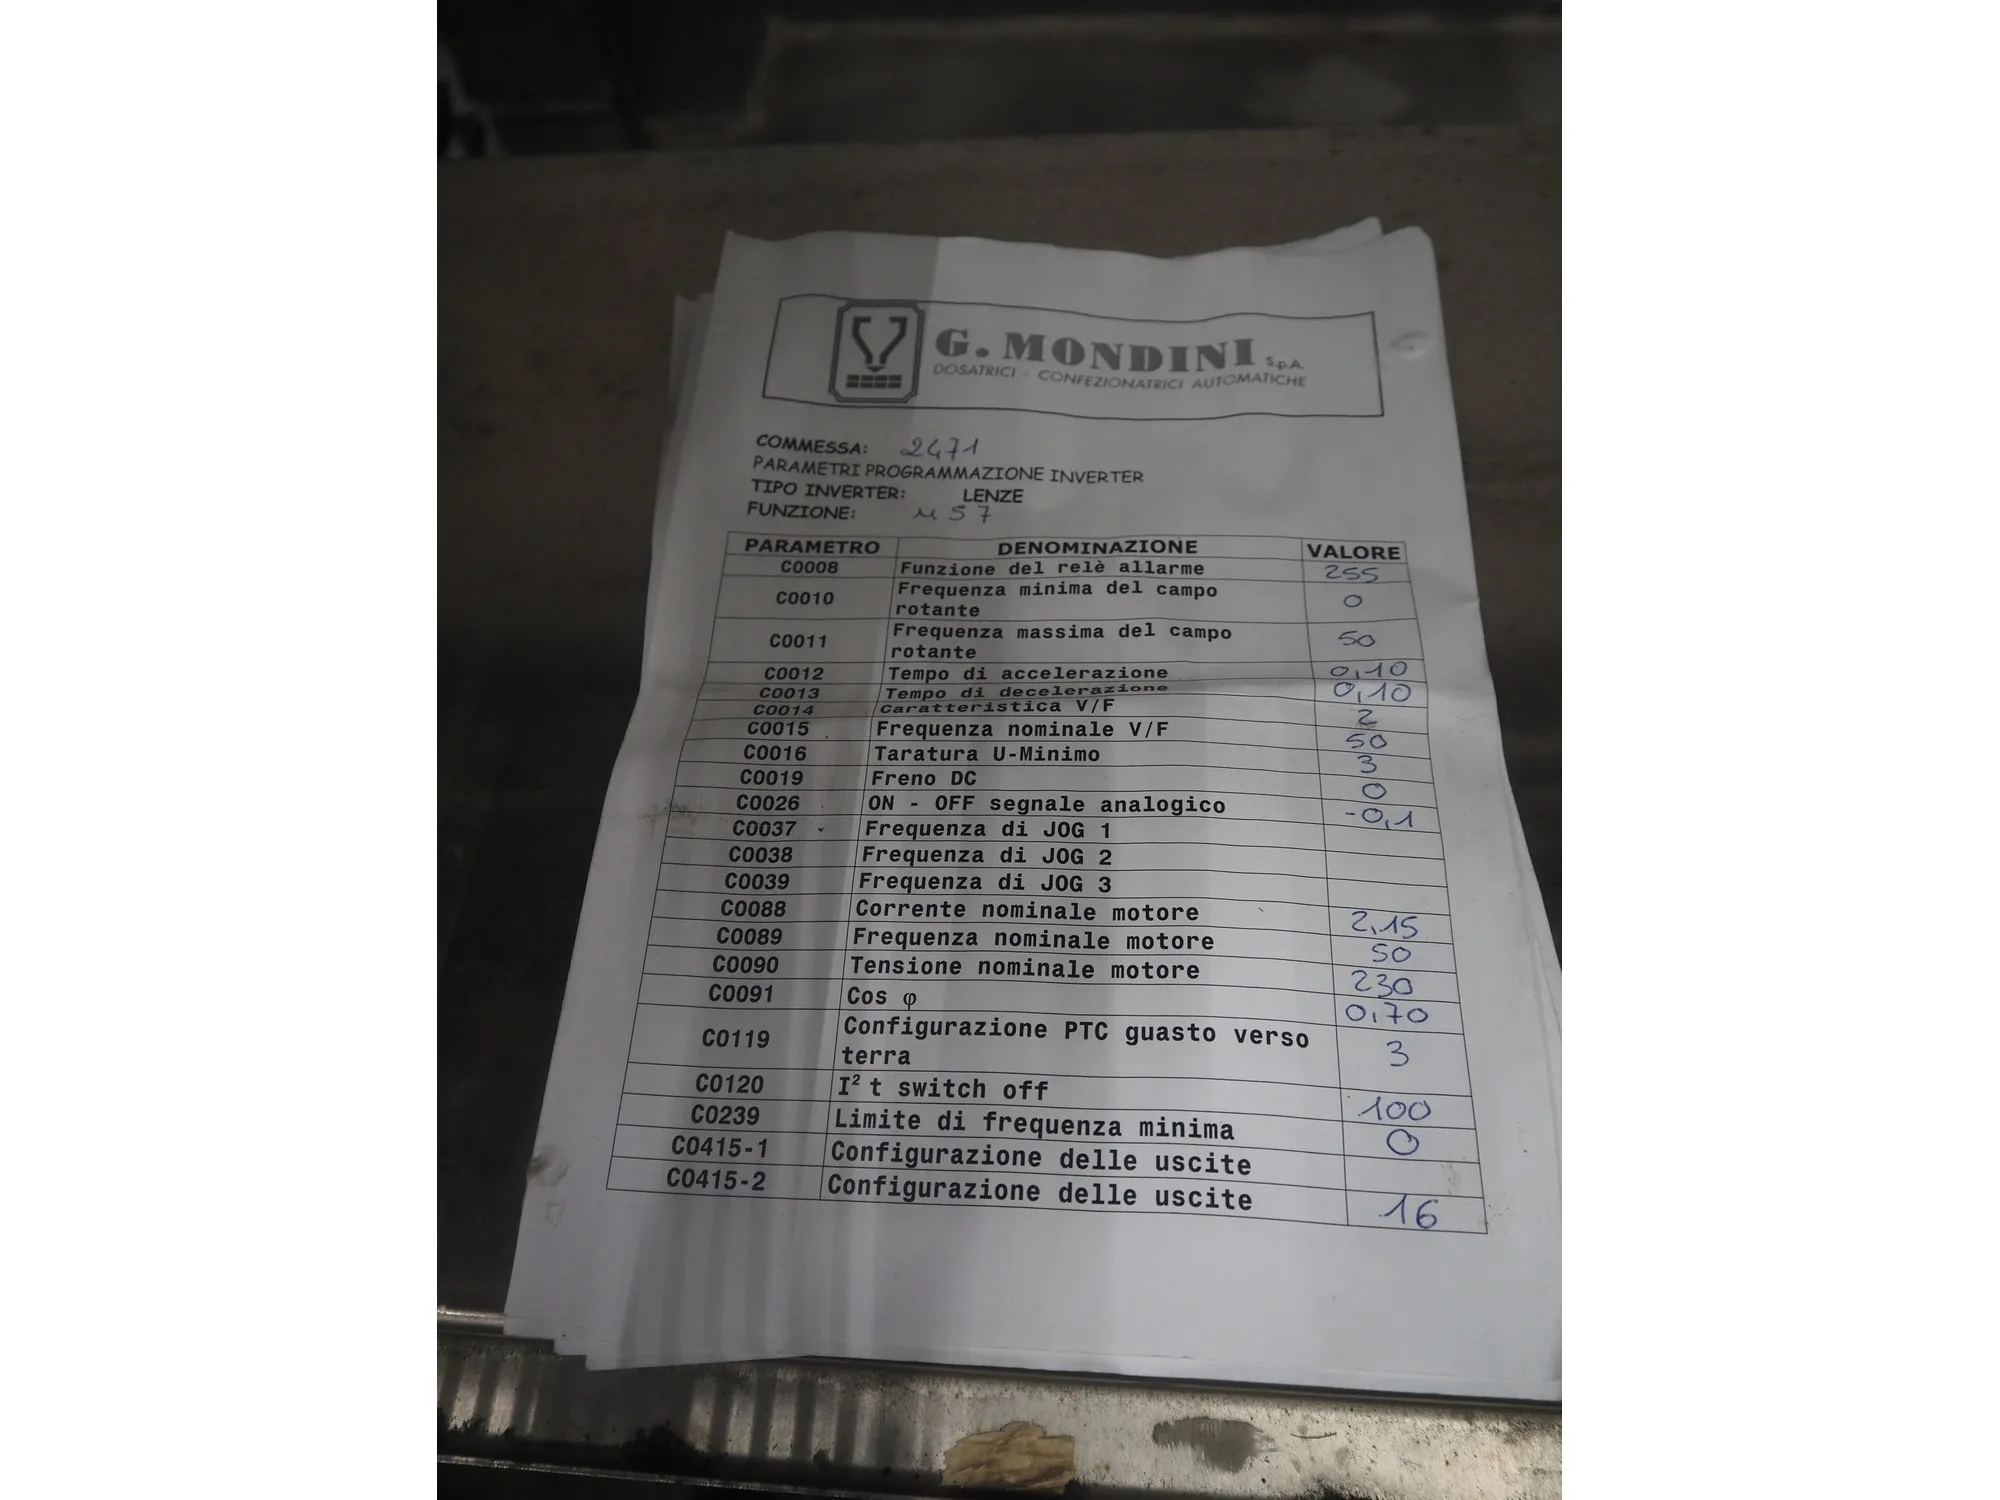 G. MONDINI S.p.A.
DOSATRICI - CONFEZIONATRICI AUTOMATICHE
COMMESSA: 2471
PARAMETRI PROGRAMMAZIONE INVERTER
TIPO INVERTER: LENZE
FUNZIONE: M57
PARAMETRO DENOMINAZIONE VALORE
C0008 Funzione del relè allarme 255
C0010 Frequenza minima del campo
rotante 0
C0011 Frequenza massima del campo
rotante 50
C0012 Tempo di accelerazione 0,10
C0013 Tempo di decelerazione 0,10
C0014 Caratteristica V/F 2
C0015 Frequenza nominale V/F 50
C0016 Taratura U-Minimo 3
C0019 Freno DC 0
C0026 ON - OFF segnale analogico -0,1
C0037 Frequenza di JOG 1
C0038 Frequenza di JOG 2
C0039 Frequenza di JOG 3
C0088 Corrente nominale motore 2,15
C0089 Frequenza nominale motore 50
C0090 Tensione nominale motore 230
C0091 Cos φ 0,70
C0119 Configurazione PTC guasto verso
terra 3
C0120 I² t switch off 100
C0239 Limite di frequenza minima 0
C0415-1 Configurazione delle uscite
C0415-2 Configurazione delle uscite 16